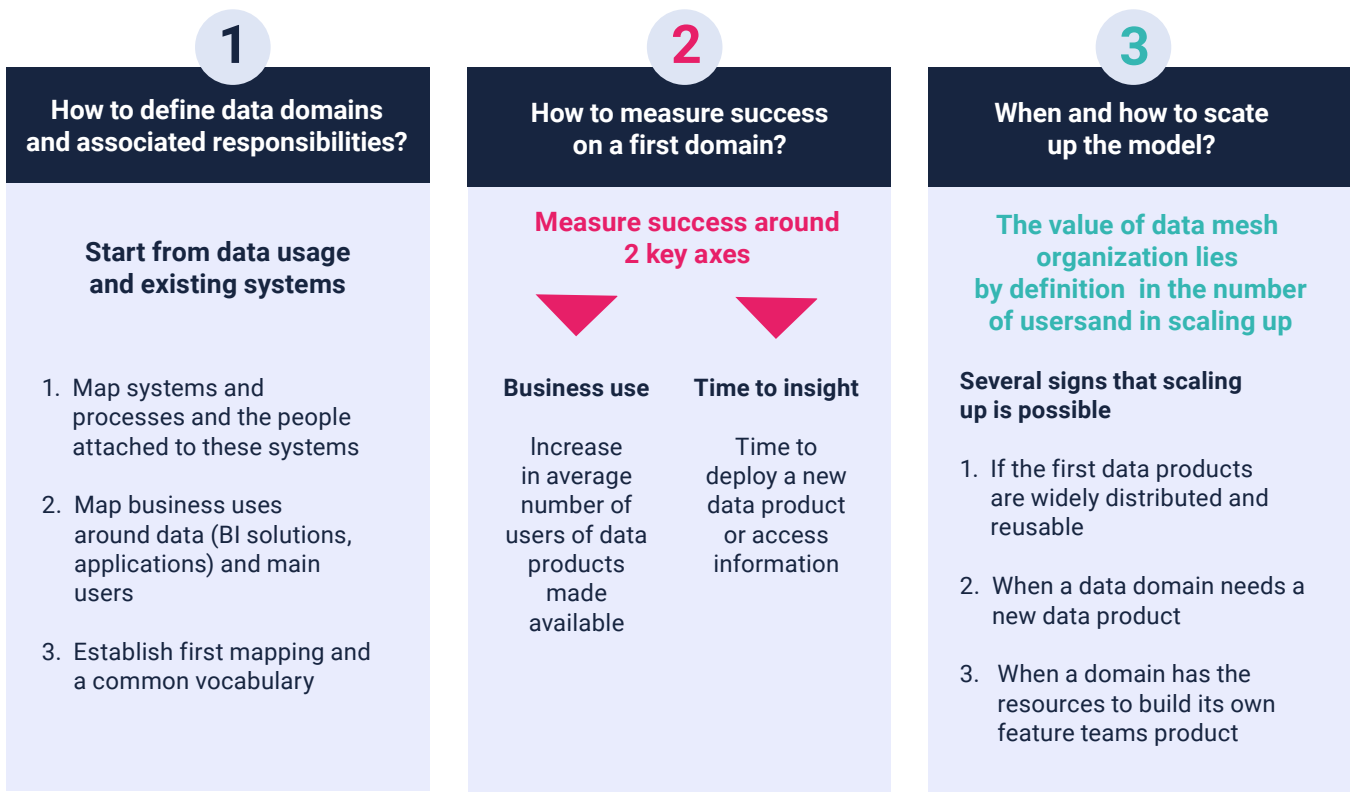 1
How to define data domains
and associated responsibilities?
Start from data usage
and existing systems
1. Map systems and
processes and the people
attached to these systems
2. Map business uses
around data (BI solutions,
applications) and main
users
3. Establish first mapping and
a common vocabulary
2
How to measure success
on a first domain?
Measure success around
2 key axes
Business use
Increase
in average
number of
users of data
products
made
available
Time to insight
Time to
deploy a new
data product
or access
information
3
When and how to scate
up the model?
The value of data mesh
organization lies
by definition in the number
of usersand in scaling up
Several signs that scaling
up is possible
1. If the first data products
are widely distributed and
reusable
2. When a data domain needs a
new data product
3. When a domain has the
resources to build its own
feature teams product